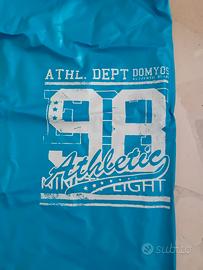 ATHL. DEPT DOMYOS
98
Athletic
LIGHT
subito